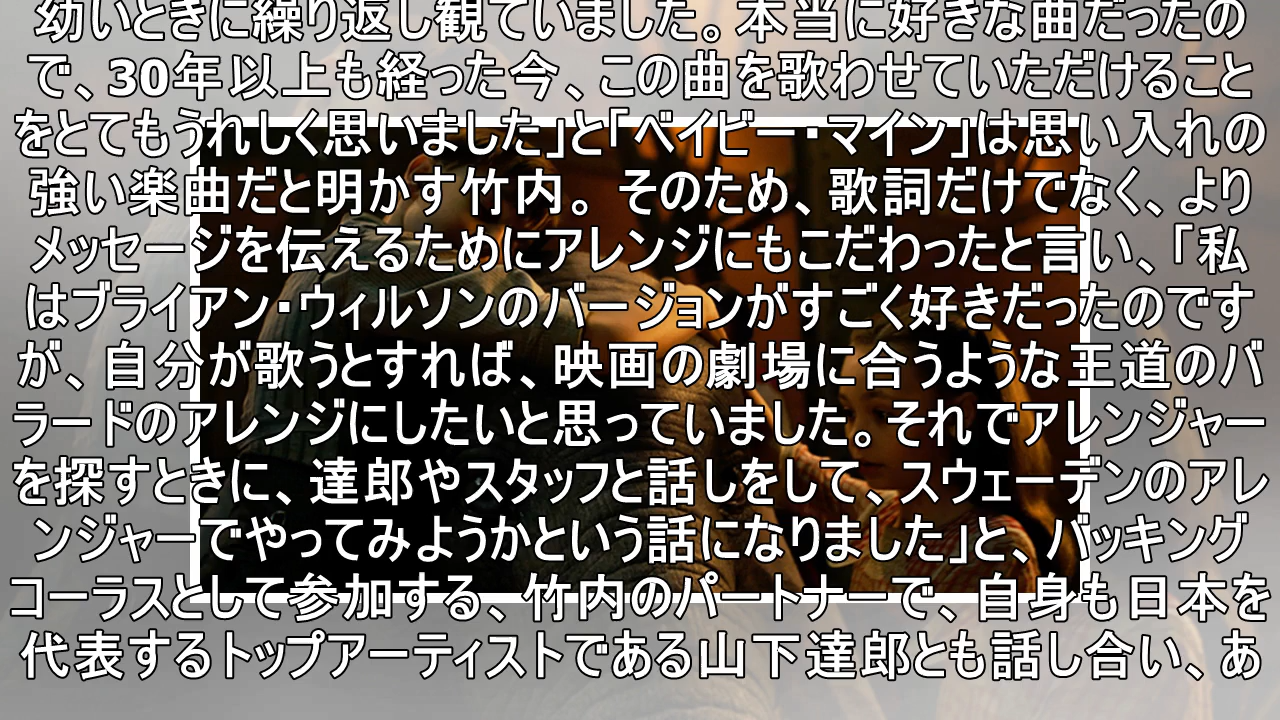 幼いときに繰り返し観ていました。本当に好きな曲だったの
で、30年以上も経った今、この曲を歌わせていただけること
をとてもうれしく思いました」と「ベイビー・マイン」は思い入れの
強い楽曲だと明かす竹内。そのため、歌詞だけでなく、より
メッセージを伝えるためにアレンジにもこだわったと言い、「私
はブライアン・ウィルソンのバージョンがすごく好きだったのです
が、自分が歌うとすれば、映画の劇場に合うような王道のバ
ラードのアレンジにしたいと思っていました。それでアレンジャー
を探すときに、達郎やスタッフと話しをして、スウェーデンのアレ
ンジャーでやってみようかという話になりました」と、バッキング
コーラスとして参加する、竹内のパートナーで、自身も日本を
代表するトップアーティストである山下達郎とも話し合い、あ